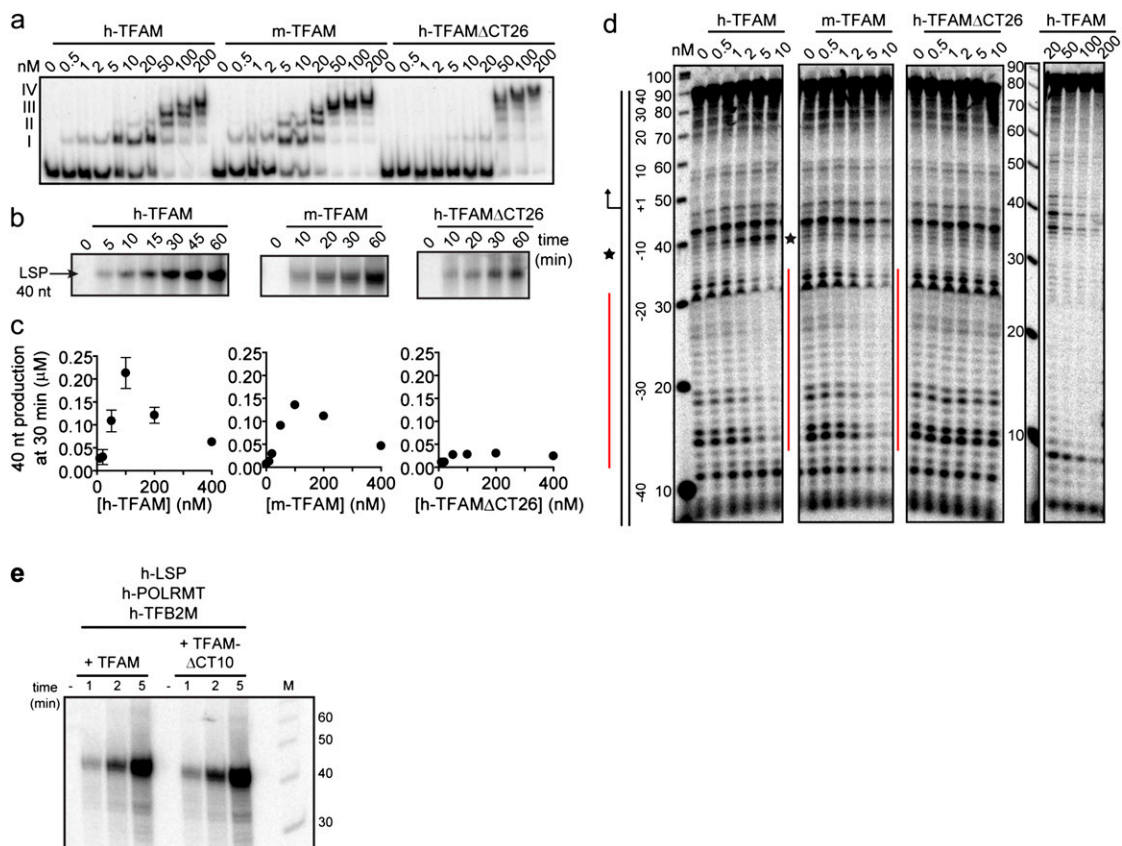 a
h-TFAM m-TFAM h-TFAMΔCT26
nM 0 0.5 1 2 5 10 20 50 100 200 0 0.5 1 2 5 10 20 50 100 200 0 0.5 1 2 5 10 20 50 100 200
IV
III
II
I
b
h-TFAM m-TFAM h-TFAMΔCT26
0 5 10 15 30 45 60 0 10 20 30 60 0 10 20 30 60 time (min)
LSP
40 nt
c
40 nt production
at 30 min (μM)
0.25 0.25 0.25
0.20 0.20 0.20
0.15 0.15 0.15
0.10 0.10 0.10
0.05 0.05 0.05
0.00 0.00 0.00
0 200 400 0 200 400 0 200 400
[h-TFAM] (nM) [m-TFAM] (nM) [h-TFAMΔCT26] (nM)
d
h-TFAM m-TFAM h-TFAMΔCT26 h-TFAM
nM 0 0.5 1 2 5 10 0 0.5 1 2 5 10 0 0.5 1 2 5 10 20 50 100 200
40
30
20
10
+1
-10
-20
-30
-40
100
90
80
70
60
50
40
30
20
10
90
80
70
60
50
40
30
20
10
e
h-LSP
h-POLRMT
h-TFB2M
+ TFAM + TFAM-
ΔCT10
time - 1 2 5 - 1 2 5 M
(min)
60
50
40
30